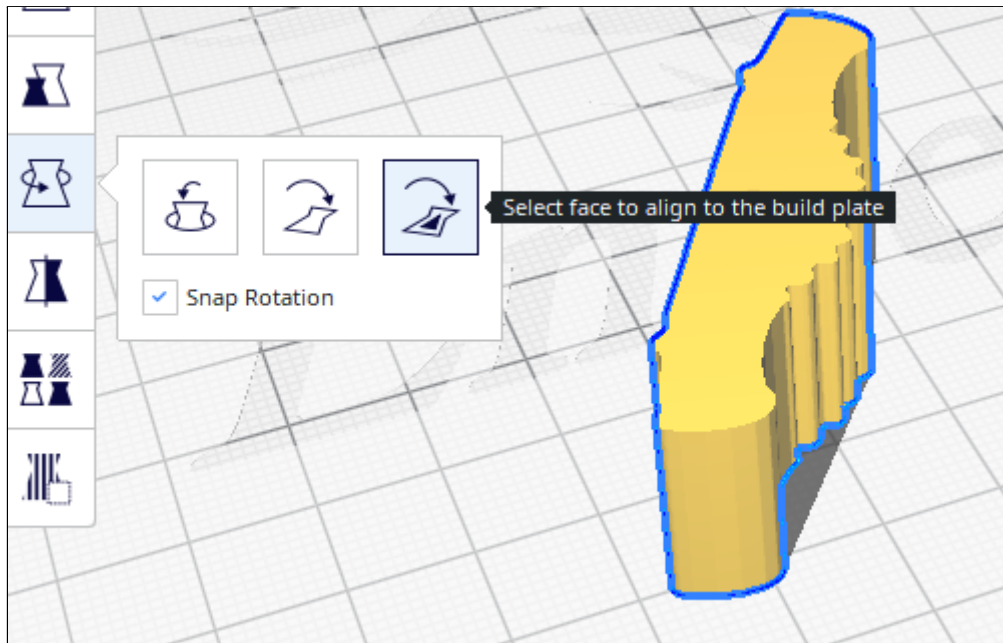 Select face to align to the build plate
Snap Rotation